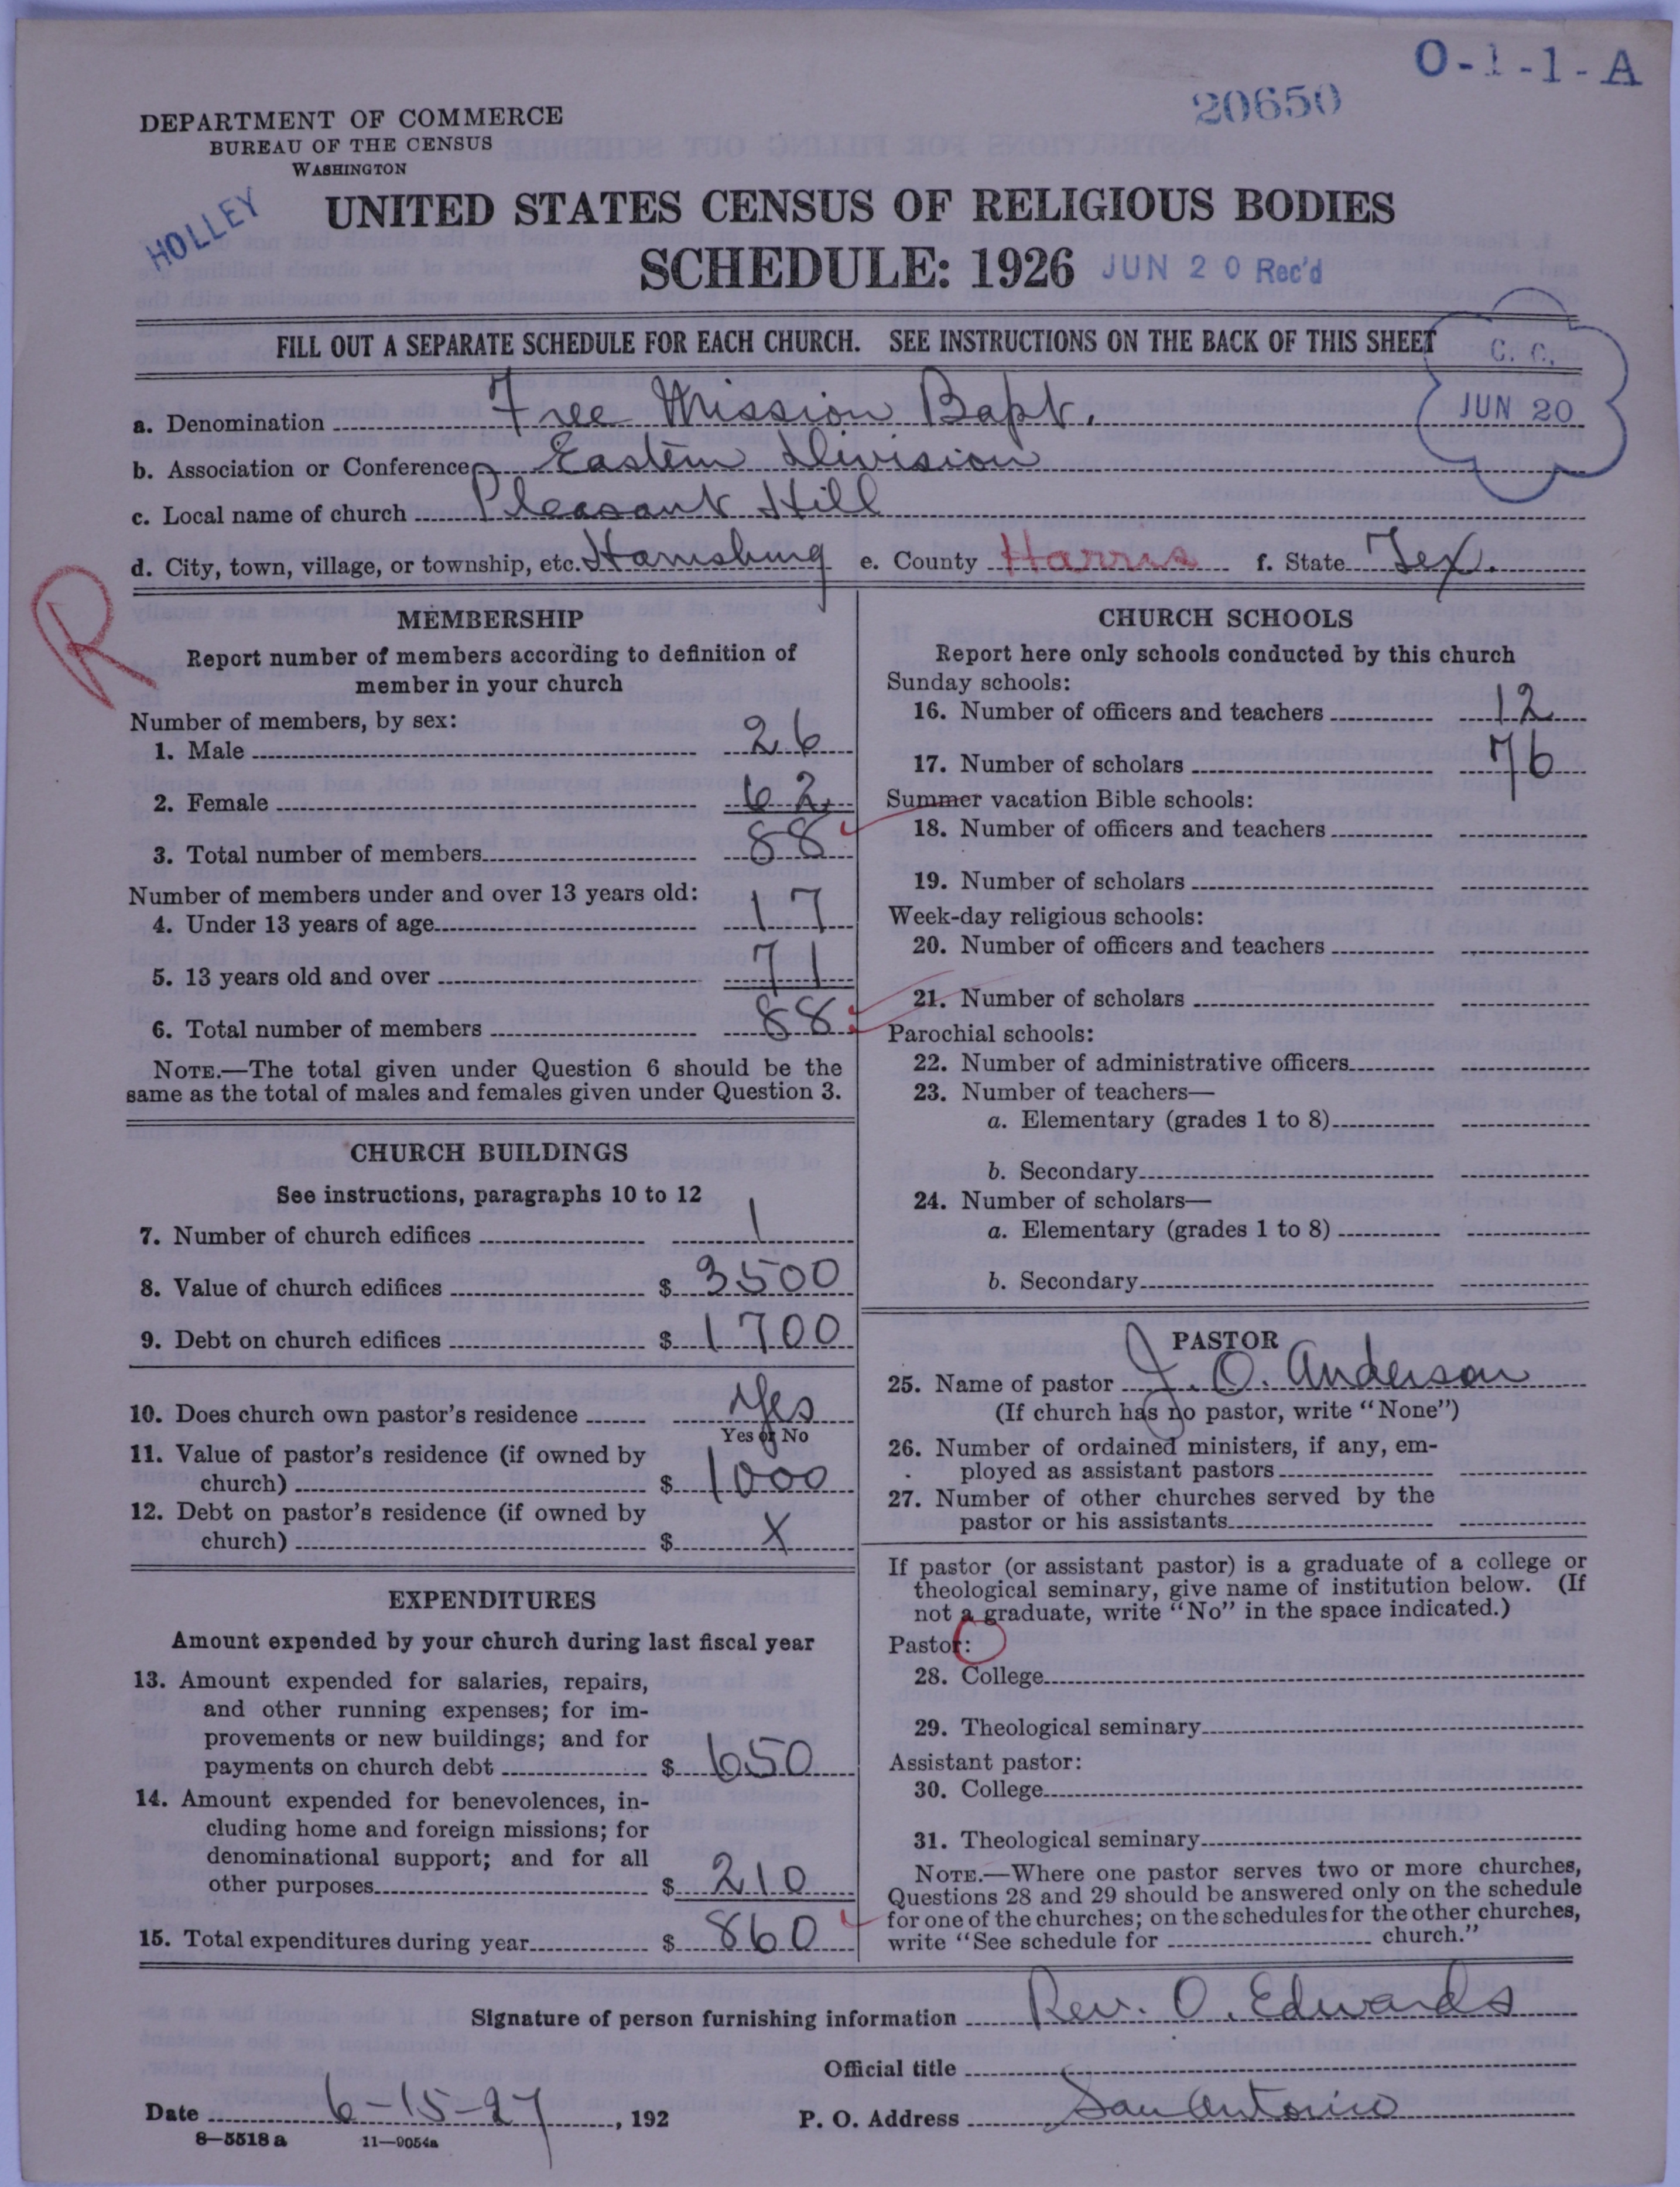 O-1-1-A
20650
DEPARTMENT OF COMMERCE
BUREAU OF THE CENSUS
WASHINGTON
HOLLEY
UNITED STATES CENSUS OF RELIGIOUS BODIES
SCHEDULE: 1926
JUN 20 Rec'd
FILL OUT A SEPARATE SCHEDULE FOR EACH CHURCH. SEE INSTRUCTIONS ON THE BACK OF THIS SHEET
C. C.
JUN 20
a. Denomination Free Mission Bapt.
b. Association or Conference Eastern Division
c. Local name of church Pleasant Hill
d. City, town, village, or township, etc. Harrisburg e. County Harris f. State Tex.
R
MEMBERSHIP
Report number of members according to definition of
member in your church
Number of members, by sex:
1. Male 26
2. Female 62
3. Total number of members 88
Number of members under and over 13 years old:
4. Under 13 years of age 17
5. 13 years old and over 71
6. Total number of members 88
NOTE.—The total given under Question 6 should be the
same as the total of males and females given under Question 3.
CHURCH BUILDINGS
See instructions, paragraphs 10 to 12
7. Number of church edifices 1
8. Value of church edifices $ 3500
9. Debt on church edifices $ 1700
10. Does church own pastor's residence Yes
Yes or No
11. Value of pastor's residence (if owned by
church) $ 1000
12. Debt on pastor's residence (if owned by
church) $ X
EXPENDITURES
Amount expended by your church during last fiscal year
13. Amount expended for salaries, repairs,
and other running expenses; for im-
provements or new buildings; and for
payments on church debt $ 650
14. Amount expended for benevolences, in-
cluding home and foreign missions; for
denominational support; and for all
other purposes $ 210
15. Total expenditures during year $ 860
CHURCH SCHOOLS
Report here only schools conducted by this church
Sunday schools:
16. Number of officers and teachers 12
17. Number of scholars 76
Summer vacation Bible schools:
18. Number of officers and teachers
19. Number of scholars
Week-day religious schools:
20. Number of officers and teachers
21. Number of scholars
Parochial schools:
22. Number of administrative officers
23. Number of teachers—
a. Elementary (grades 1 to 8)
b. Secondary
24. Number of scholars—
a. Elementary (grades 1 to 8)
b. Secondary
PASTOR
25. Name of pastor J. O. Anderson
(If church has no pastor, write "None")
26. Number of ordained ministers, if any, em-
ployed as assistant pastors
27. Number of other churches served by the
pastor or his assistants
If pastor (or assistant pastor) is a graduate of a college or
theological seminary, give name of institution below. (If
not a graduate, write "No" in the space indicated.)
Pastor:
28. College
29. Theological seminary
Assistant pastor:
30. College
31. Theological seminary
NOTE.—Where one pastor serves two or more churches,
Questions 28 and 29 should be answered only on the schedule
for one of the churches; on the schedules for the other churches,
write "See schedule for church."
Signature of person furnishing information Rev. O. Edwards
Official title
Date 6-15-27, 192 P. O. Address San Antonio
8—5518a 11—9054a